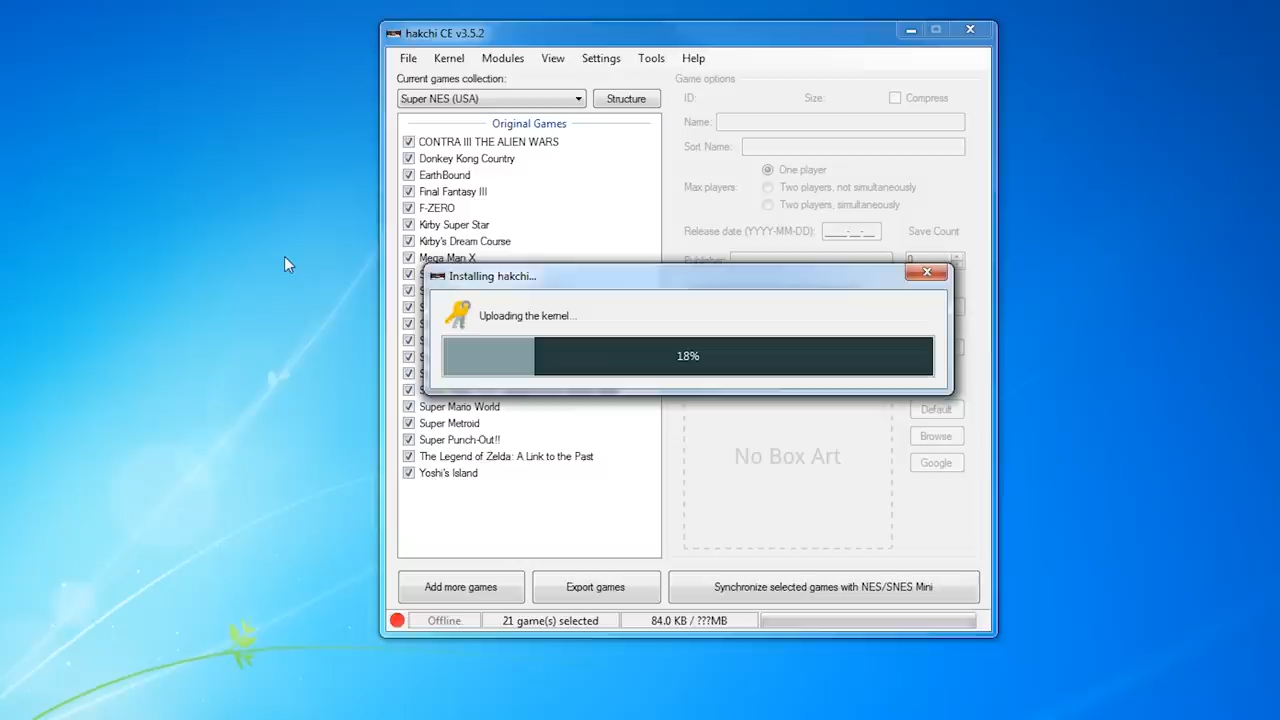 hakchi CE v3.5.2
File Kernel Modules View Settings Tools Help
Current games collection:
Super NES (USA) Structure
Original Games
CONTRA III THE ALIEN WARS
Donkey Kong Country
EarthBound
Final Fantasy III
F-ZERO
Kirby Super Star
Kirby's Dream Course
Mega Man X
Game options
ID: Size: Compress
Name:
Sort Name:
One player
Max players: Two players, not simultaneously
Two players, simultaneously
Release date (YYYY-MM-DD): ____-__-__ Save Count
Publisher: 0
Installing hakchi...
Uploading the kernel...
18%
Super Mario World
Super Metroid
Super Punch-Out!!
The Legend of Zelda: A Link to the Past
Yoshi's Island
No Box Art
Default
Browse
Google
Add more games Export games Synchronize selected games with NES/SNES Mini
Offline 21 game(s) selected 84.0 KB / ???MB